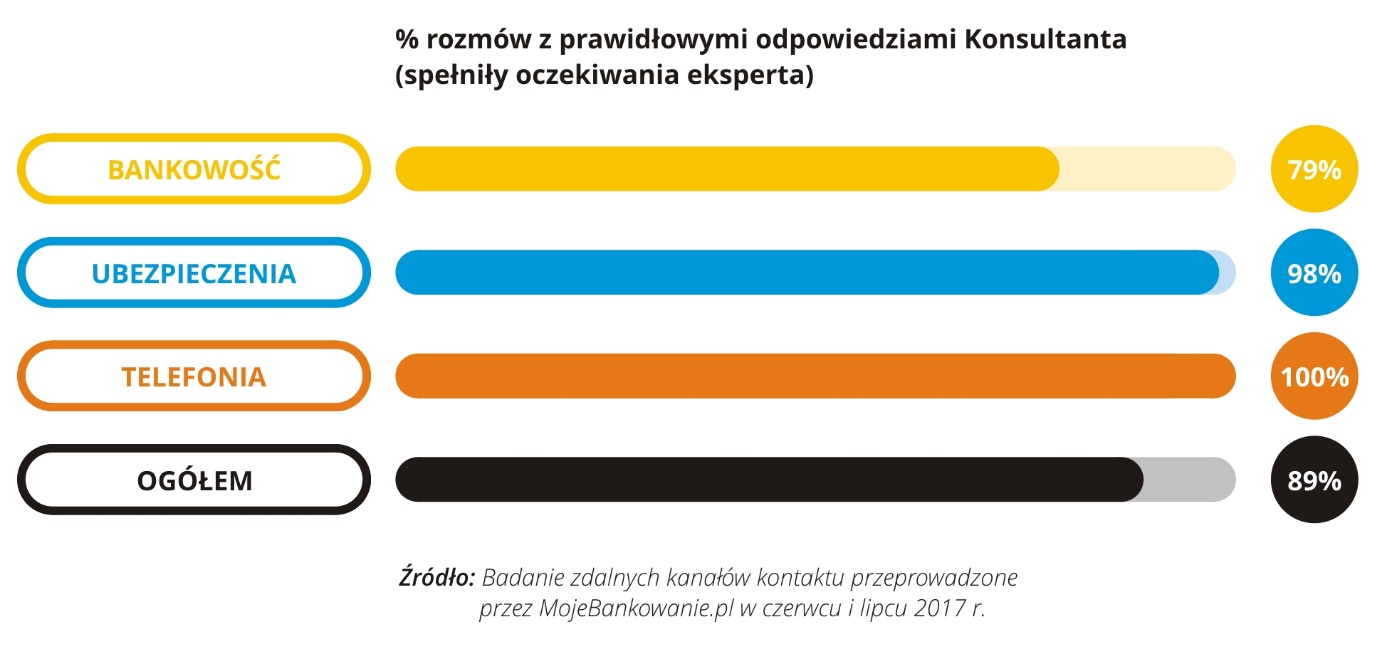 % rozmów z prawidłowymi odpowiedziami Konsultanta
(spełniły oczekiwania eksperta)
BANKOWOŚĆ 79%
UBEZPIECZENIA 98%
TELEFONIA 100%
OGÓŁEM 89%
Źródło: Badanie zdalnych kanałów kontaktu przeprowadzone
przez MojeBankowanie.pl w czerwcu i lipcu 2017 r.